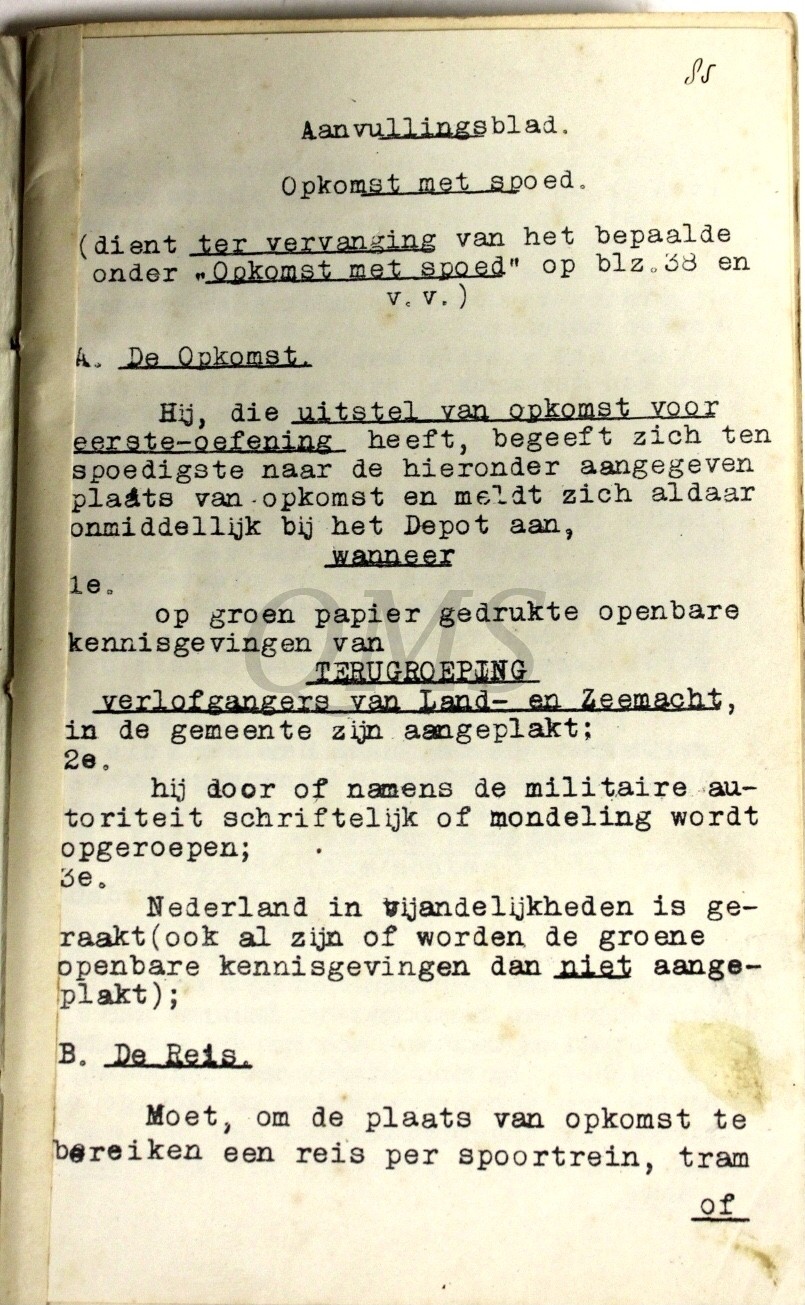 85
Aanvullingsblad.
Opkomst met spoed.
(dient ter vervanging van het bepaalde
onder „Opkomst met spoed" op blz.38 en
v.v.)
A. De Opkomst.
Hij, die uitstel van opkomst voor
eerste-oefening heeft, begeeft zich ten
spoedigste naar de hieronder aangegeven
plaats van opkomst en meldt zich aldaar
onmiddellijk bij het Depot aan,
wanneer
1e.
op groen papier gedrukte openbare
kennisgevingen van
OMS
TERUGROEPING
verlofgangers van Land- en Zeemacht,
in de gemeente zijn aangeplakt;
2e.
hij door of namens de militaire au-
toriteit schriftelijk of mondeling wordt
opgeroepen;
3e.
Nederland in vijandelijkheden is ge-
raakt(ook al zijn of worden de groene
openbare kennisgevingen dan niet aange-
plakt);
B. De Reis.
Moet, om de plaats van opkomst te
bereiken een reis per spoortrein, tram
of